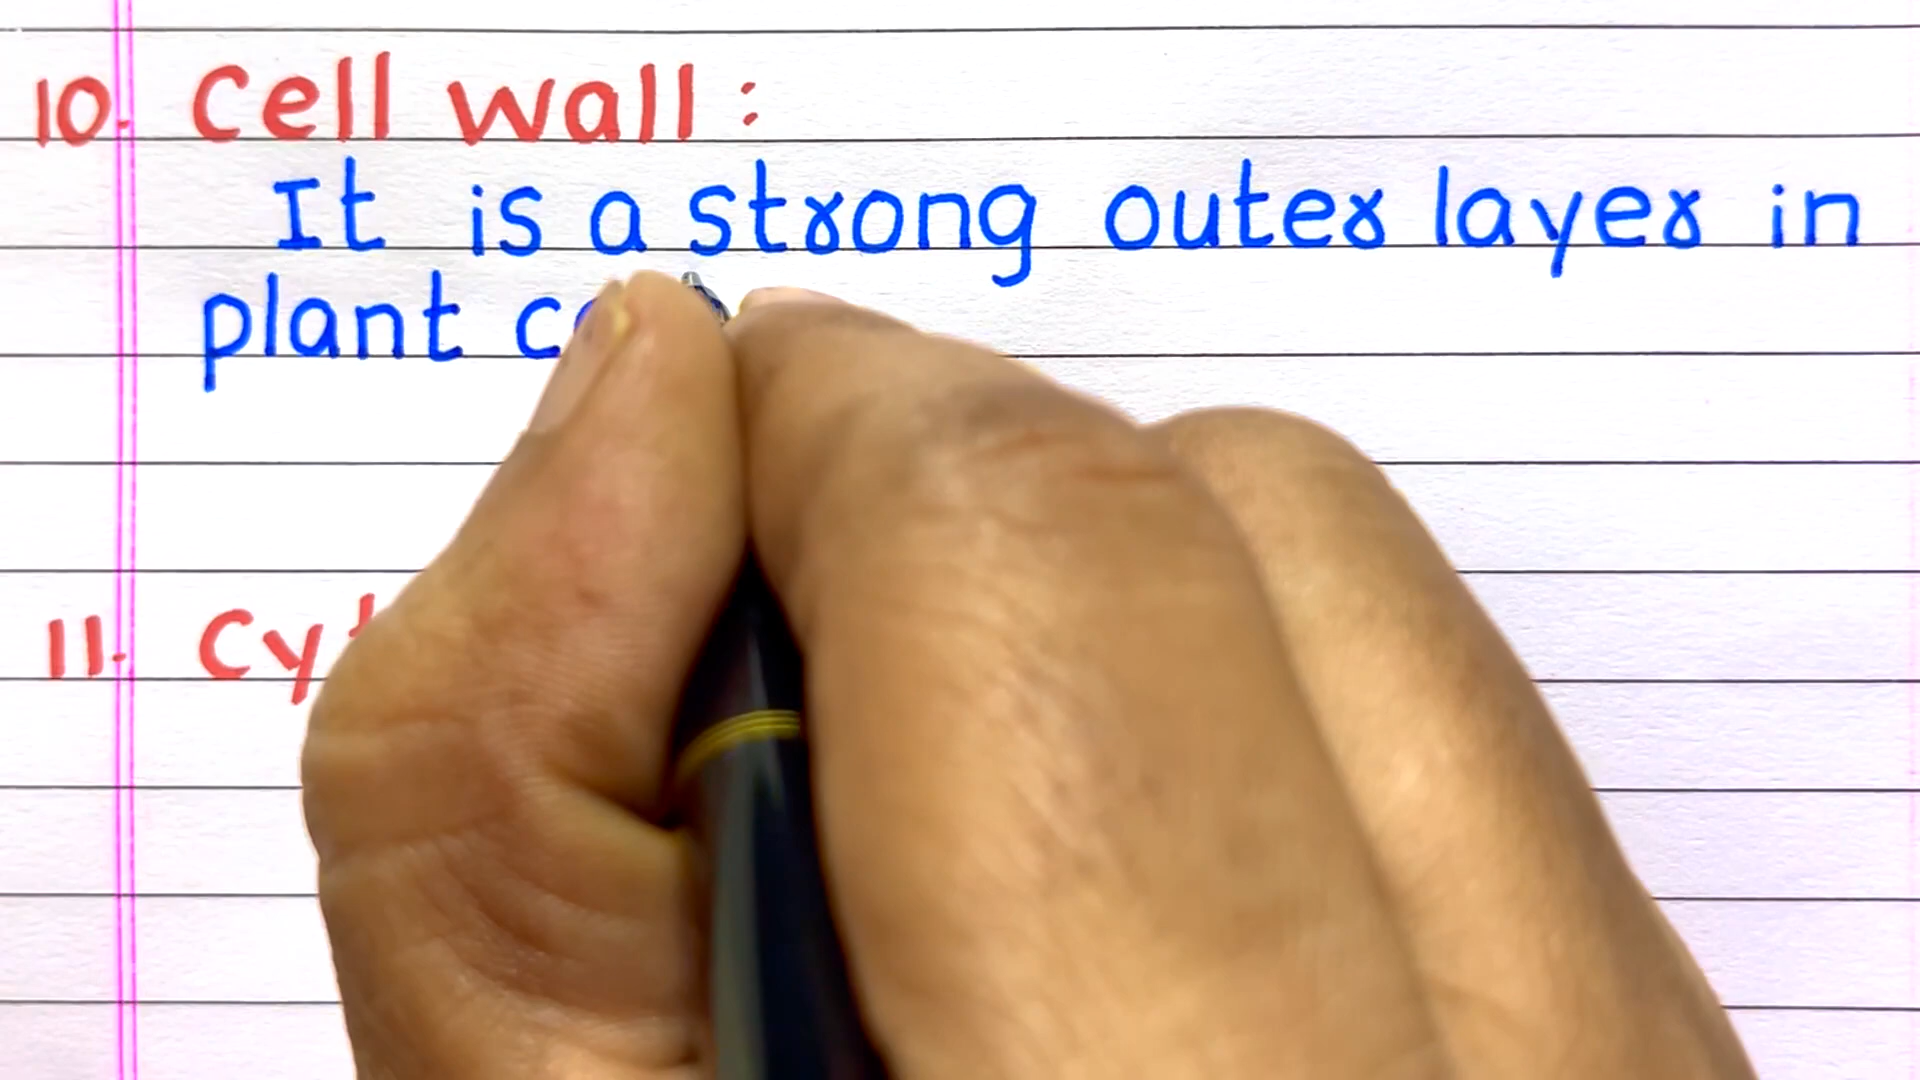 10. Cell wall :
It is a strong outer layer in
plant
11.